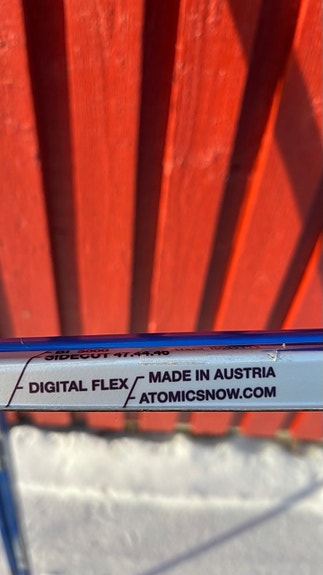 SIDECUT 47.44.46
DIGITAL FLEX
MADE IN AUSTRIA
ATOMICSNOW.COM